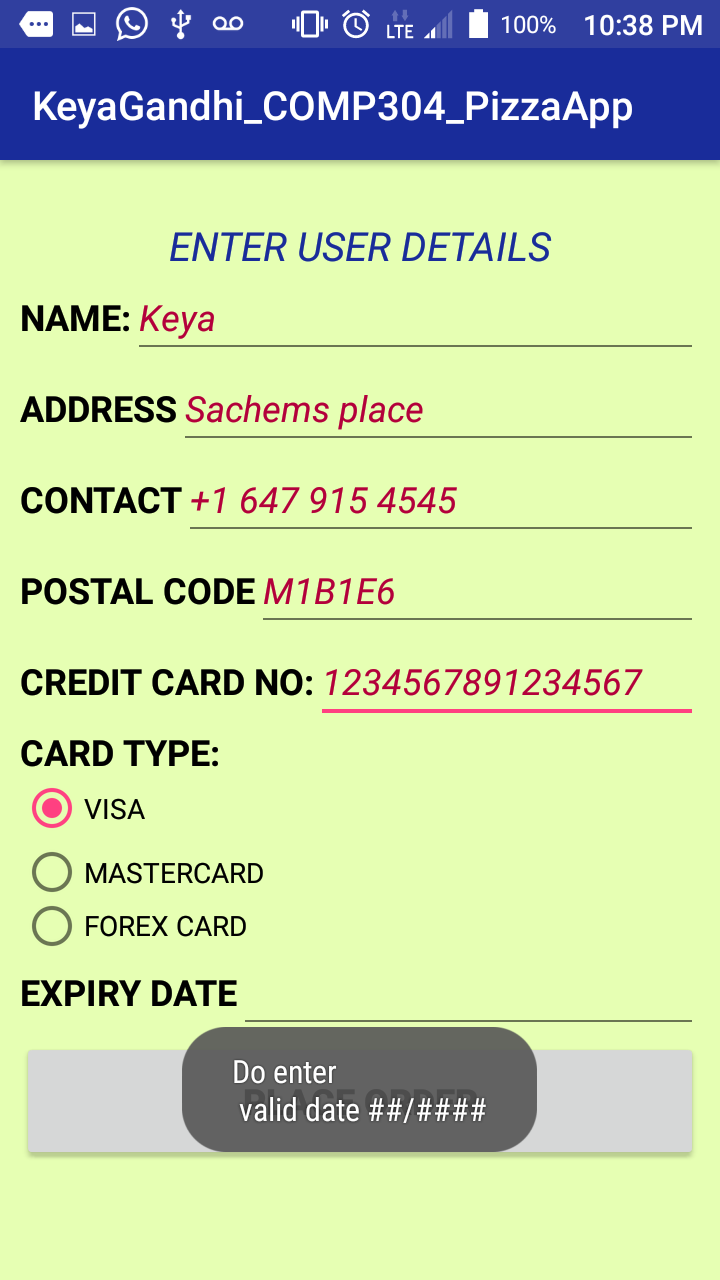 LTE 100% 10:38 PM
KeyaGandhi_COMP304_PizzaApp
ENTER USER DETAILS
NAME: Keya
ADDRESS Sachems place
CONTACT +1 647 915 4545
POSTAL CODE M1B1E6
CREDIT CARD NO: 1234567891234567
CARD TYPE:
VISA
MASTERCARD
FOREX CARD
EXPIRY DATE
Do enter
PLACE ORDER
valid date ##/####